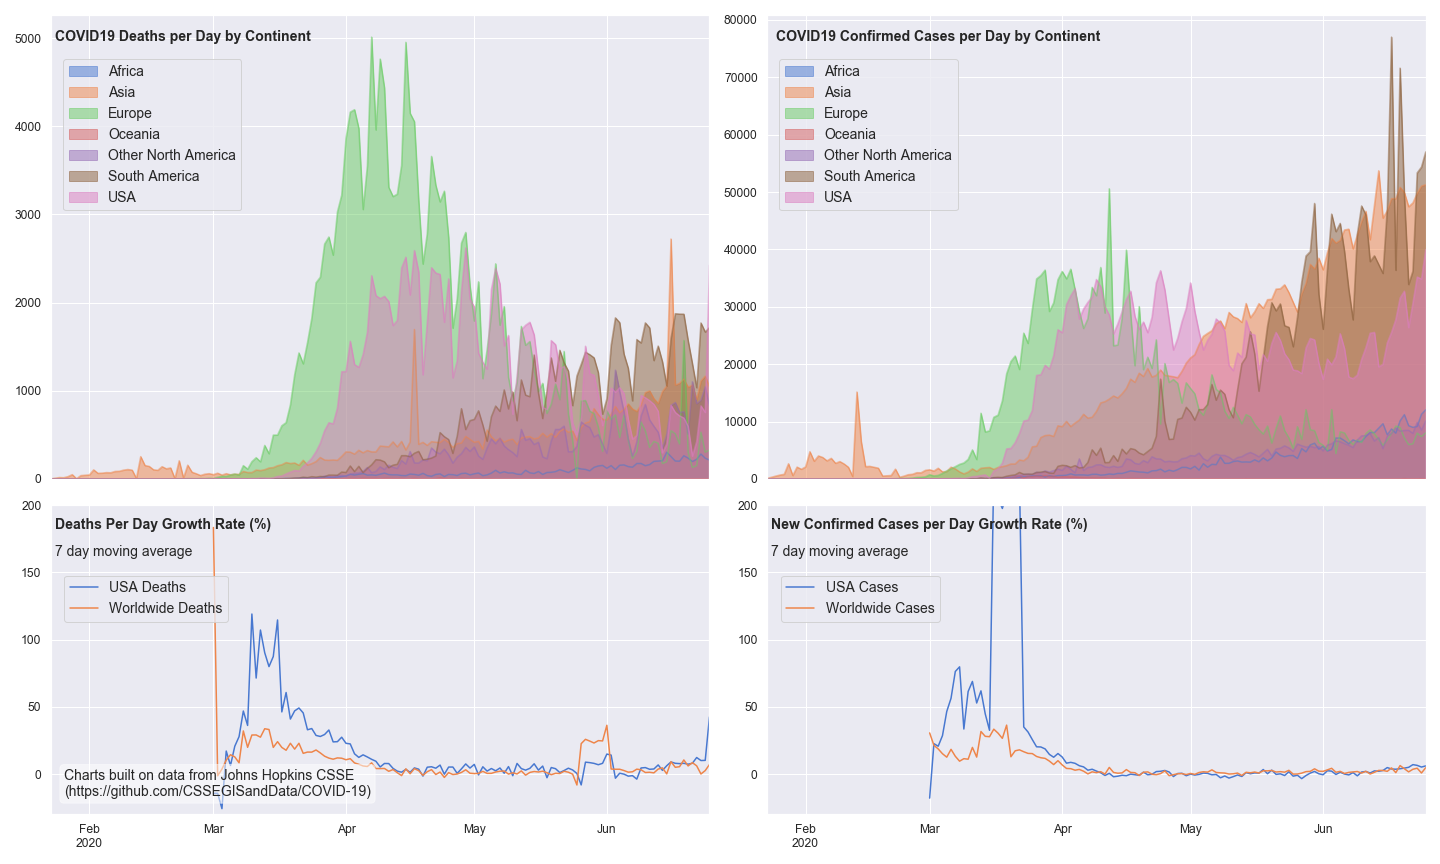 COVID19 Deaths per Day by Continent
Africa
Asia
Europe
Oceania
Other North America
South America
USA
5000
4000
3000
2000
1000
0
COVID19 Confirmed Cases per Day by Continent
Africa
Asia
Europe
Oceania
Other North America
South America
USA
80000
70000
60000
50000
40000
30000
20000
10000
0
Deaths Per Day Growth Rate (%)
7 day moving average
USA Deaths
Worldwide Deaths
200
150
100
50
0
Charts built on data from Johns Hopkins CSSE
(https://github.com/CSSEGISandData/COVID-19)
Feb Mar Apr May Jun
2020
New Confirmed Cases per Day Growth Rate (%)
7 day moving average
USA Cases
Worldwide Cases
200
150
100
50
0
Feb Mar Apr May Jun
2020